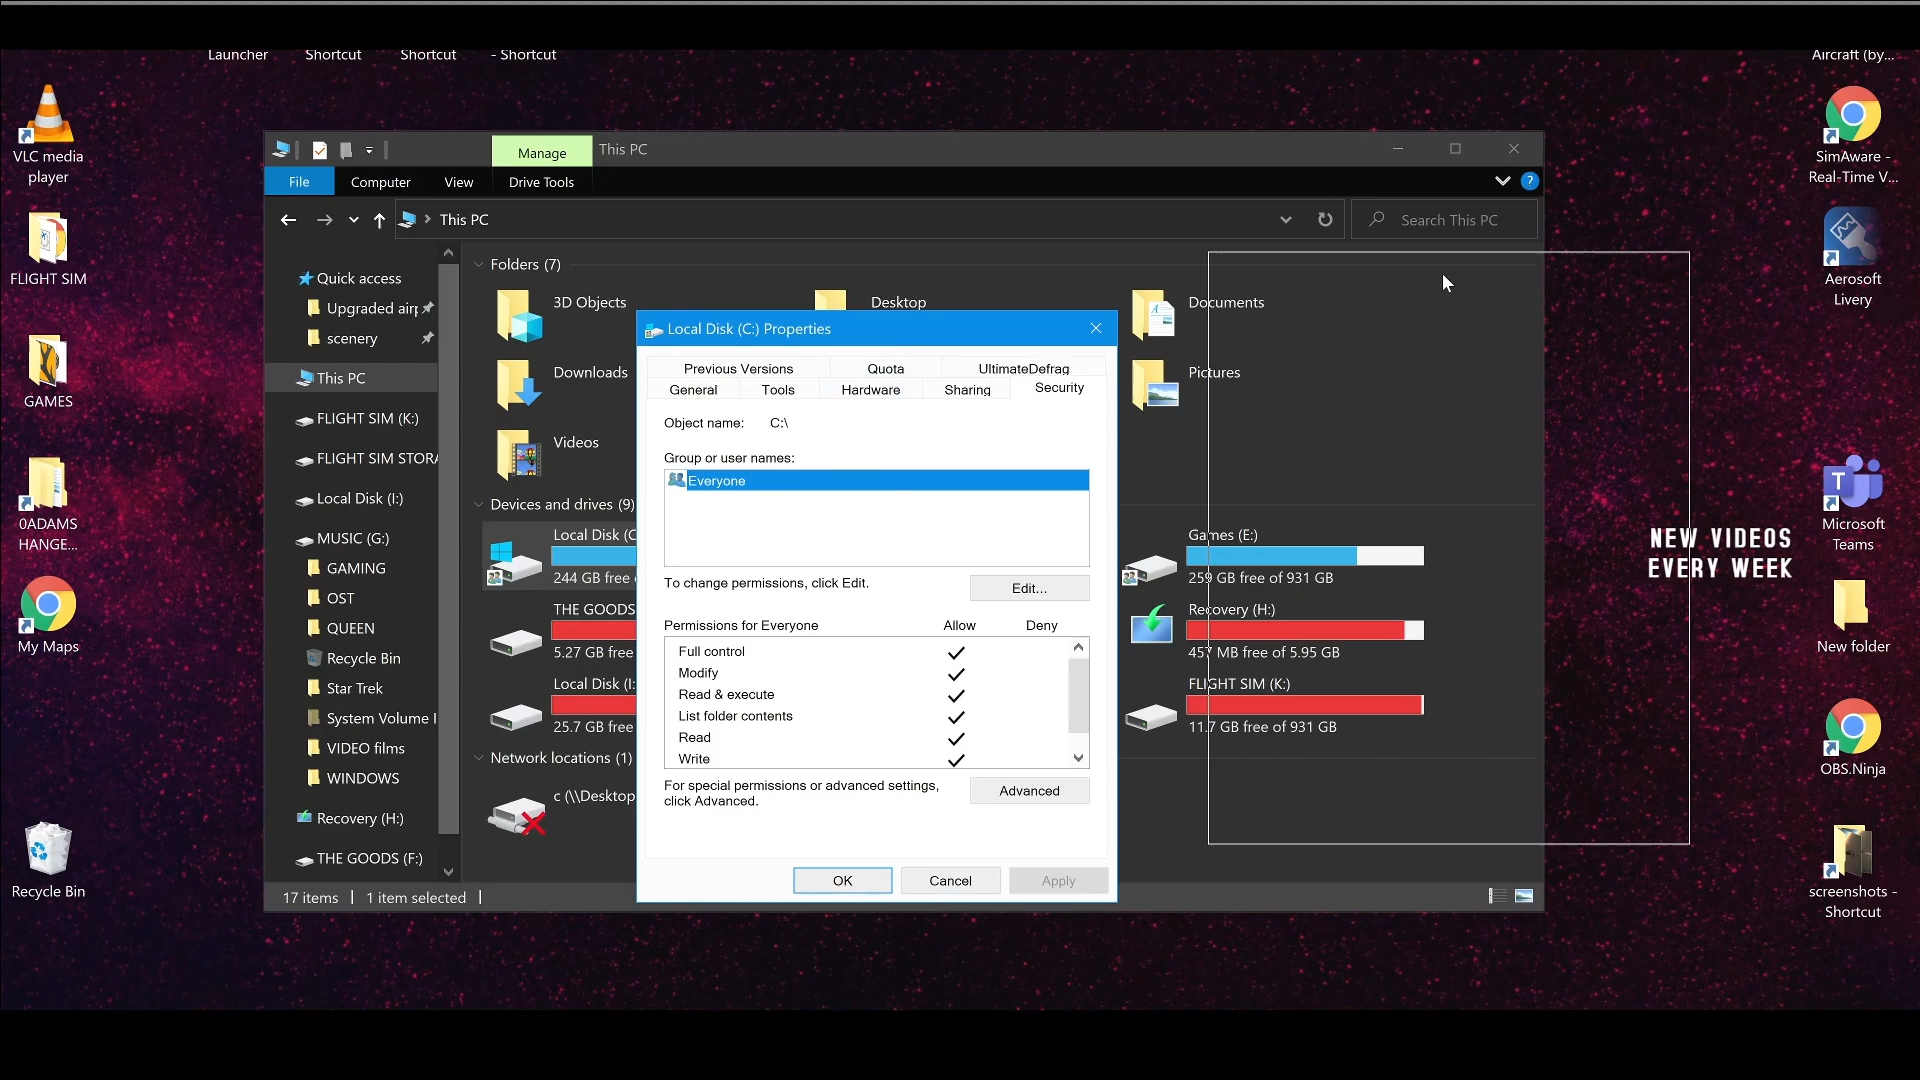 Launcher
Shortcut
Shortcut
- Shortcut
Aircraft (by...
VLC media
player
FLIGHT SIM
GAMES
0ADAMS
HANGE...
My Maps
Recycle Bin
Manage
This PC
File
Computer
View
Drive Tools
?
This PC
Search This PC
Quick access
Upgraded air
scenery
This PC
FLIGHT SIM (K:)
FLIGHT SIM STORA
Local Disk (I:)
MUSIC (G:)
GAMING
OST
QUEEN
Recycle Bin
Star Trek
System Volume I
VIDEO films
WINDOWS
Recovery (H:)
THE GOODS (F:)
Folders (7)
3D Objects
Desktop
Documents
Downloads
Pictures
Videos
Devices and drives (9)
Local Disk (C
244 GB free
THE GOODS
5.27 GB free
Local Disk (I:
25.7 GB free
Games (E:)
259 GB free of 931 GB
Recovery (H:)
457 MB free of 5.95 GB
FLIGHT SIM (K:)
11.7 GB free of 931 GB
Network locations (1)
c (\\Desktop
17 items
1 item selected
Local Disk (C:) Properties
Previous Versions
Quota
UltimateDefrag
General
Tools
Hardware
Sharing
Security
Object name: C:\
Group or user names:
Everyone
To change permissions, click Edit.
Edit...
Permissions for Everyone
Allow
Deny
Full control
Modify
Read & execute
List folder contents
Read
Write
For special permissions or advanced settings,
click Advanced.
Advanced
OK
Cancel
Apply
SimAware -
Real-Time V...
Aerosoft
Livery
T
Microsoft
Teams
NEW VIDEOS
EVERY WEEK
New folder
OBS.Ninja
screenshots -
Shortcut